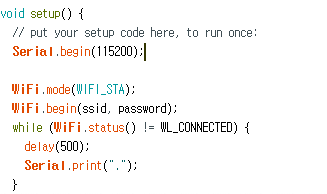 void setup() {
// put your setup code here, to run once:
Serial.begin(115200);
WiFi.mode(WIFI_STA);
WiFi.begin(ssid, password);
while (WiFi.status() != WL_CONNECTED) {
delay(500);
Serial.print(".");
}